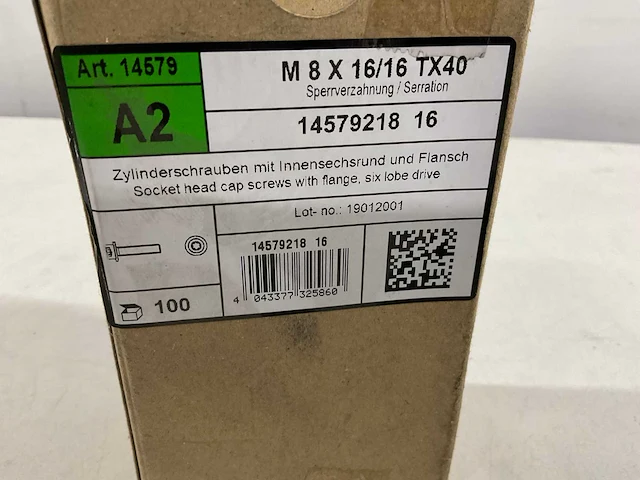 Art. 14579
M 8 X 16/16 TX40
Sperrverzahnung / Serration
A2
14579218 16
Zylinderschrauben mit Innensechsrund und Flansch
Socket head cap screws with flange, six lobe drive
Lot- no.: 19012001
14579218 16
4 043377 325860
100